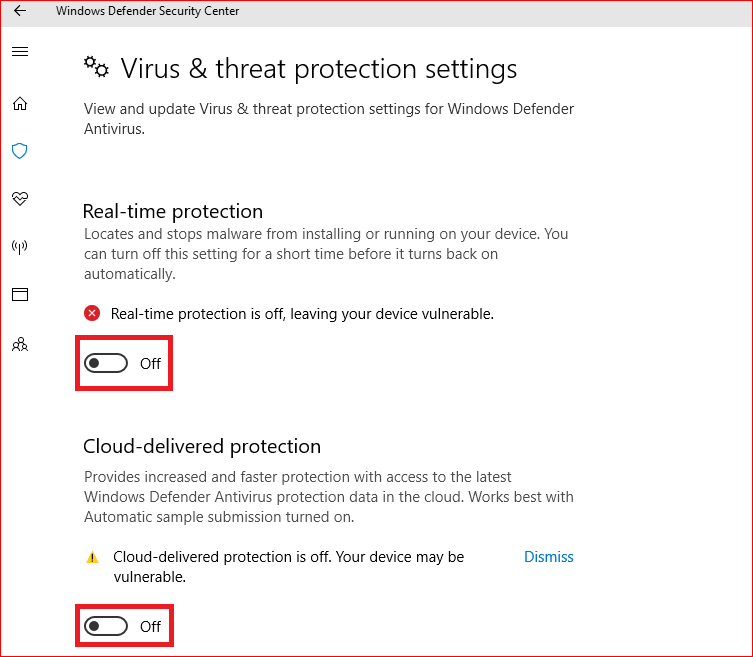 Windows Defender Security Center
Virus & threat protection settings
View and update Virus & threat protection settings for Windows Defender
Antivirus.
Real-time protection
Locates and stops malware from installing or running on your device. You
can turn off this setting for a short time before it turns back on
automatically.
Real-time protection is off, leaving your device vulnerable.
Off
Cloud-delivered protection
Provides increased and faster protection with access to the latest
Windows Defender Antivirus protection data in the cloud. Works best with
Automatic sample submission turned on.
Cloud-delivered protection is off. Your device may be Dismiss
vulnerable.
Off